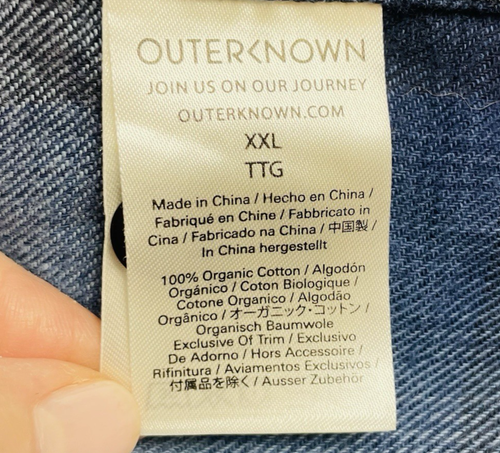 OUTERKNOWN
JOIN US ON OUR JOURNEY
OUTERKNOWN.COM
XXL
TTG
Made in China / Hecho en China /
Fabriqué en Chine / Fabbricato in
Cina / Fabricado na China / 中国製 /
In China hergestellt
100% Organic Cotton / Algodón
Orgánico / Coton Biologique /
Cotone Organico / Algodão
Orgânico / オーガニック・コットン /
Organisch Baumwole
Exclusive Of Trim / Exclusivo
De Adorno / Hors Accessoire /
Rifinitura / Aviamentos Exclusivos /
付属品を除く / Ausser Zubehör